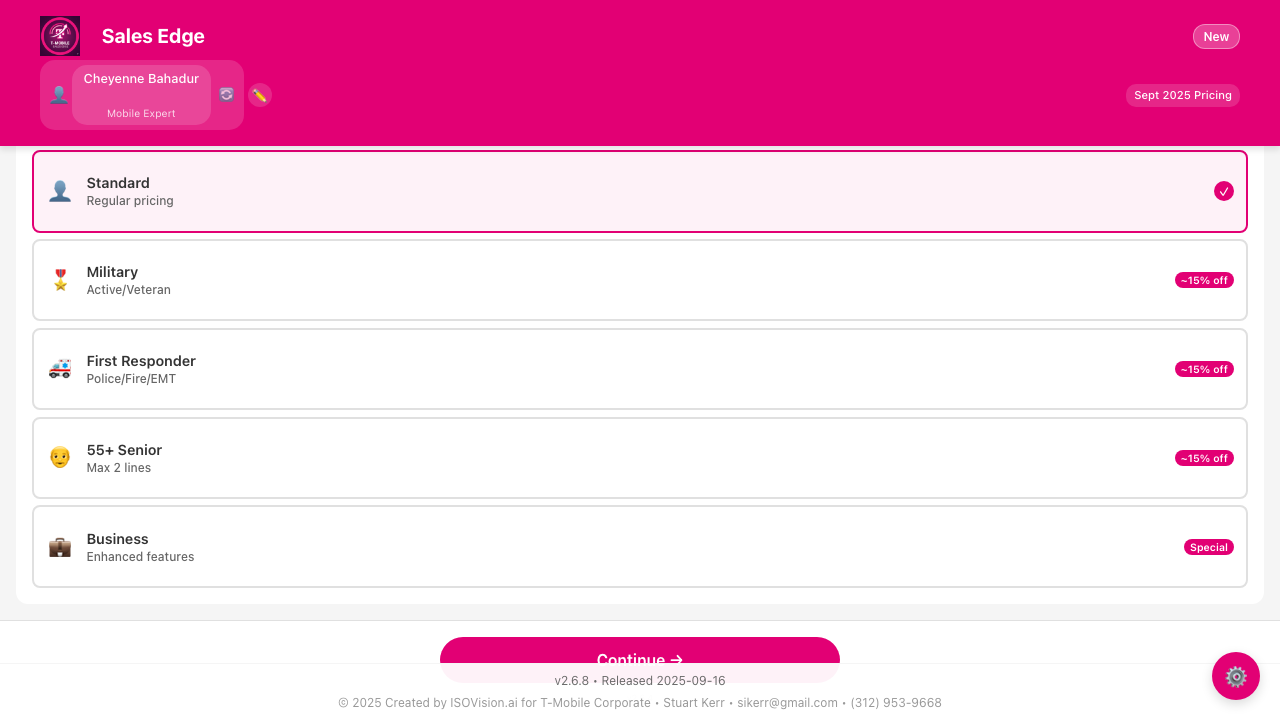 T-MOBILE
Sales Edge
New
Cheyenne Bahadur
Mobile Expert
Sept 2025 Pricing
Standard
Regular pricing
Military
Active/Veteran
~15% off
First Responder
Police/Fire/EMT
~15% off
55+ Senior
Max 2 lines
~15% off
Business
Enhanced features
Special
Continue →
v2.6.8 • Released 2025-09-16
© 2025 Created by ISOVision.ai for T-Mobile Corporate • Stuart Kerr • sikerr@gmail.com • (312) 953-9668